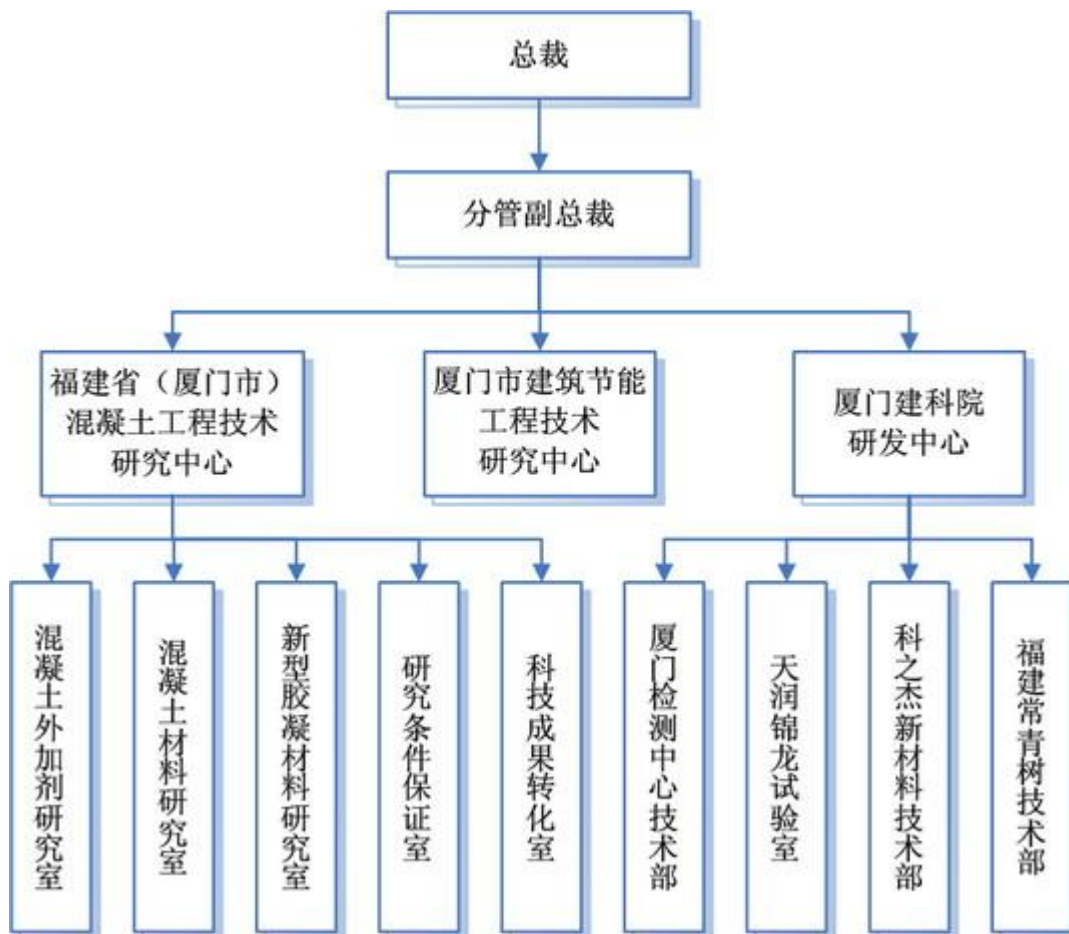 总裁
分管副总裁
福建省（厦门市）
混凝土工程技术
研究中心
厦门市建筑节能
工程技术
研究中心
厦门建科院
研发中心
混凝土外加剂研究室
混凝土材料研究室
新型胶凝材料研究室
研究条件保证室
科技成果转化室
厦门检测中心技术部
天润锦龙试验室
科之杰新材料技术部
福建常青树技术部